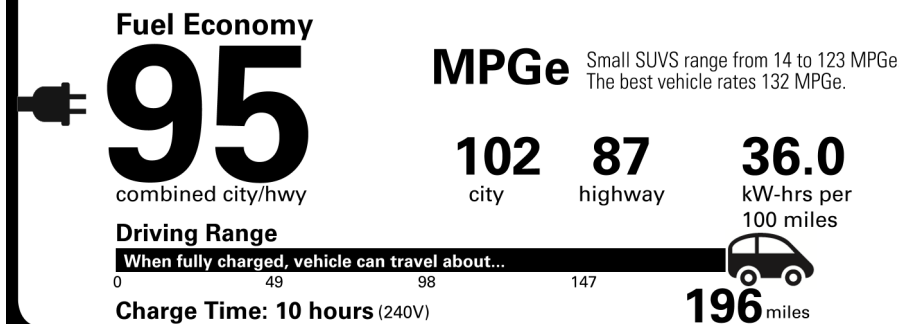 Fuel Economy
95
combined city/hwy
MPGe
Small SUVS range from 14 to 123 MPGe
The best vehicle rates 132 MPGe.
102
city
87
highway
36.0
kW-hrs per
100 miles
Driving Range
When fully charged, vehicle can travel about...
0 49 98 147
196 miles
Charge Time: 10 hours (240V)